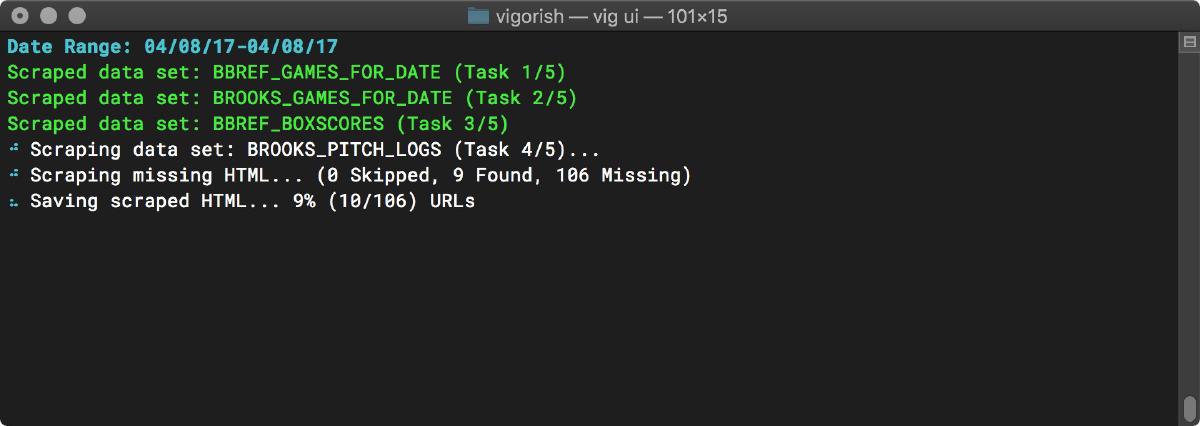 vigorish — vig ui — 101×15
Date Range: 04/08/17-04/08/17
Scraped data set: BBREF_GAMES_FOR_DATE (Task 1/5)
Scraped data set: BROOKS_GAMES_FOR_DATE (Task 2/5)
Scraped data set: BBREF_BOXSCORES (Task 3/5)
Scraping data set: BROOKS_PITCH_LOGS (Task 4/5)...
Scraping missing HTML... (0 Skipped, 9 Found, 106 Missing)
Saving scraped HTML... 9% (10/106) URLs